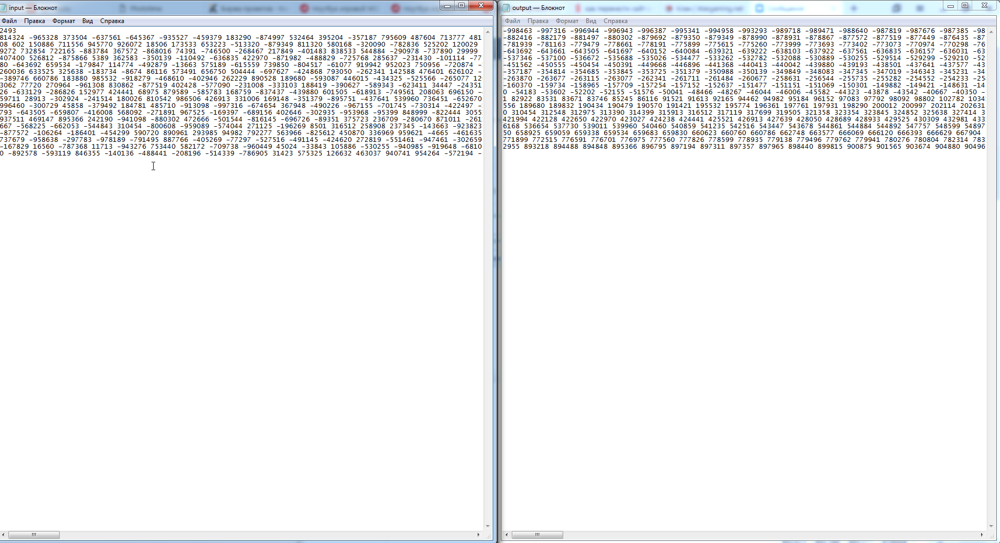 input — Блокнот
Файл Правка Формат Вид Справка
2493
814324 -965328 373504 -637561 -645367 -935527 -459379 183290 -874997 532464 395204 -357187 795609 487604 713777 481
08 602 150886 711556 945770 926072 18506 173533 653223 -513320 -879349 811320 580168 -320090 -782836 525202 120029
9272 732854 722165 -883784 367572 -868016 74391 -746500 -268467 217849 -401483 838533 544884 -290978 -737890 29999
407400 526812 -875866 5389 362583 -350139 -110492 -636835 422970 -871982 -488829 -725768 285637 -231430 -101114 -77
80 -643692 659534 -179847 114774 -492879 -13663 575189 -615559 739850 -804517 -61077 919942 952023 750956 -720874 -
260036 633525 325638 -183734 -8674 86116 573491 656750 504444 -697627 -424868 793050 -262341 142588 476401 626102 -
-389746 660786 183880 985532 -918279 -468610 -402946 262229 890528 189680 -593087 446015 -434325 -525566 -265077 12
3062 77720 270964 -961308 830862 -877519 402428 -577090 -231008 -333103 188419 -390627 -589343 -623411 34447 -24351
26 -633129 -286826 152977 424441 68975 879589 -585783 168759 -837437 -439880 601505 -618913 -749561 208063 696150 -
59711 28913 -302924 -241514 180026 810542 986506 426913 331006 169148 -351379 -895751 -437641 539960 736451 -652670
996460 -300729 45858 -379492 184781 485710 -913098 -997316 -674654 367948 -490226 -967155 -701745 -730314 -422497 -
793 -643505 -659807 -416008 568092 -271891 967525 -169397 -689156 402646 -302935 -953968 -95399 848999 -822444 3055
937511 469147 895366 242190 -941098 -880302 472666 -501544 -816145 -696726 -89351 375723 236709 -280670 871011 -261
667 -568225 -662053 -544843 310454 -800608 -959089 -574044 271125 -196269 8501 316512 258908 237345 -143663 -923823
-877572 -106264 -186401 -454299 590720 890961 293985 94982 792277 563966 -825612 450870 336969 959621 -4665 -461635
737679 -958638 -297783 -978189 -791495 887766 -405269 -77297 -527516 -491145 -424620 272819 -551461 -947461 -302659
-167829 16560 -787368 11713 -943276 753440 582172 -709738 -960449 45024 -33843 105886 -530255 -940985 -919648 -6810
0 -892578 -593119 846355 -140136 -488441 -208196 -514339 -786905 31423 575325 126632 463037 940741 954264 -572194 -
output — Блокнот
Файл Правка Формат Вид Справка
-998463 -997316 -996944 -996943 -996387 -995341 -994958 -993293 -989718 -989471 -988640 -987819 -987676 -987385 -98
-882416 -882179 -881497 -880302 -879692 -879350 -879349 -878990 -878931 -878867 -877572 -877519 -877449 -876435 -87
-781939 -781163 -779479 -778661 -778191 -775899 -775615 -775260 -773999 -773693 -773402 -773073 -770974 -770298 -76
-643692 -643661 -643505 -641697 -640152 -640084 -639321 -639222 -638103 -637922 -637561 -636835 -636157 -636031 -63
-537346 -537100 -536672 -535688 -535026 -534477 -533262 -532782 -532088 -530889 -530255 -529514 -529299 -529210 -52
-451562 -450555 -450454 -450391 -449668 -446896 -441368 -440413 -440042 -439880 -439193 -438501 -437641 -437577 -43
-357187 -354814 -354685 -353845 -353725 -351379 -350988 -350139 -349849 -348083 -347345 -347019 -346343 -345231 -34
-263870 -263677 -263115 -263077 -262341 -261711 -261484 -260677 -258631 -256544 -255735 -255282 -254552 -254233 -25
-160370 -159734 -158965 -157709 -157254 -157152 -152637 -151477 -151151 -151069 -150301 -149882 -149421 -148631 -14
0 -54183 -53602 -52202 -52155 -51576 -50041 -48466 -48267 -46044 -46006 -45582 -44323 -43878 -43542 -40667 -40350 -
1 82922 83531 83671 83746 85245 86116 91521 91613 92165 94462 94982 95184 96152 97083 97792 98092 98802 102782 1034
556 189680 189832 190434 190479 190570 191421 195532 195774 196361 197761 197931 198290 200012 200997 202114 202631
0 310454 312548 312975 313390 314399 315913 316512 317119 317699 319505 321358 323354 323845 324852 325638 327414 3
421994 422128 422650 422970 423027 424238 424441 425521 426913 427639 428050 428689 428933 429525 430309 432981 433
6168 536654 537730 539011 539960 540460 540859 541235 542516 543447 543678 544861 544884 544892 547757 548599 54897
50 658925 659059 659338 659534 659683 659830 660623 660760 660786 662748 663577 666069 666120 666393 666629 667904
771899 772515 776591 776701 776975 777560 777826 778599 778935 779138 779496 779762 779941 780276 780804 782314 783
2955 893218 894488 894848 895366 896795 897194 897311 897357 897965 898440 899815 900875 901565 903674 904880 90496